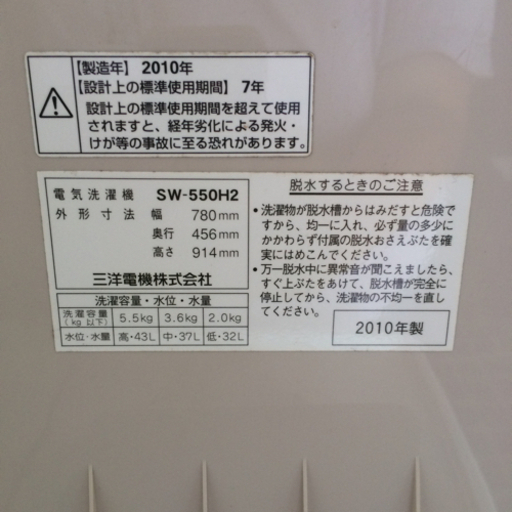 【製造年】 2010年
【設計上の標準使用期間】 7年
設計上の標準使用期間を超えて使用
されますと、経年劣化による発火・
けが等の事故に至る恐れがあります。
電気洗濯機 SW-550H2
外形寸法 幅 780mm
奥行 456mm
高さ 914mm
三洋電機株式会社
洗濯容量・水位・水量
洗濯容量(kg以下) 5.5kg 3.6kg 2.0kg
水位・水量 高・43L 中・37L 低・32L
脱水するときのご注意
・洗濯物が脱水槽からはみだすと危険で
すから、均一に入れ、必ず量の多少に
かかわらず付属の脱水おさえぶたを確
実にはめこんでください。
・万一脱水中に異常音が聞こえましたら、
すぐ上ぶたをあけて、脱水槽が完全に
停止してから、洗濯物の不均一を直し
てください。
2010年製